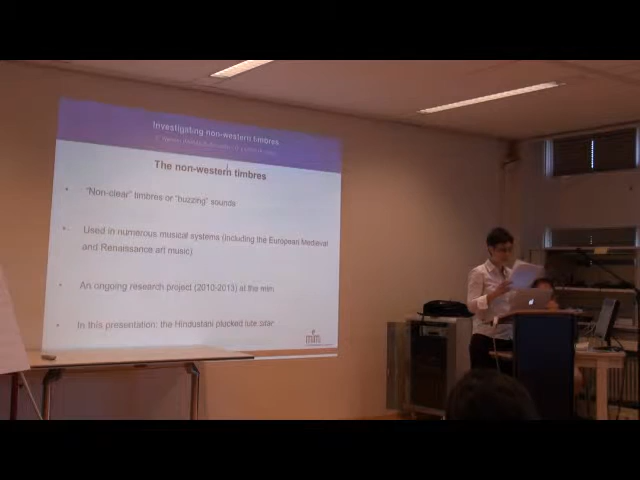 Investigating non-western timbres
The non-western timbres
"Non-clear" timbres or "buzzing" sounds
Used in numerous musical systems (including the European Medieval
and Renaissance art music)
An ongoing research project (2010-2013) at the mim
In this presentation: the Hindustani plucked lute sitar
mim